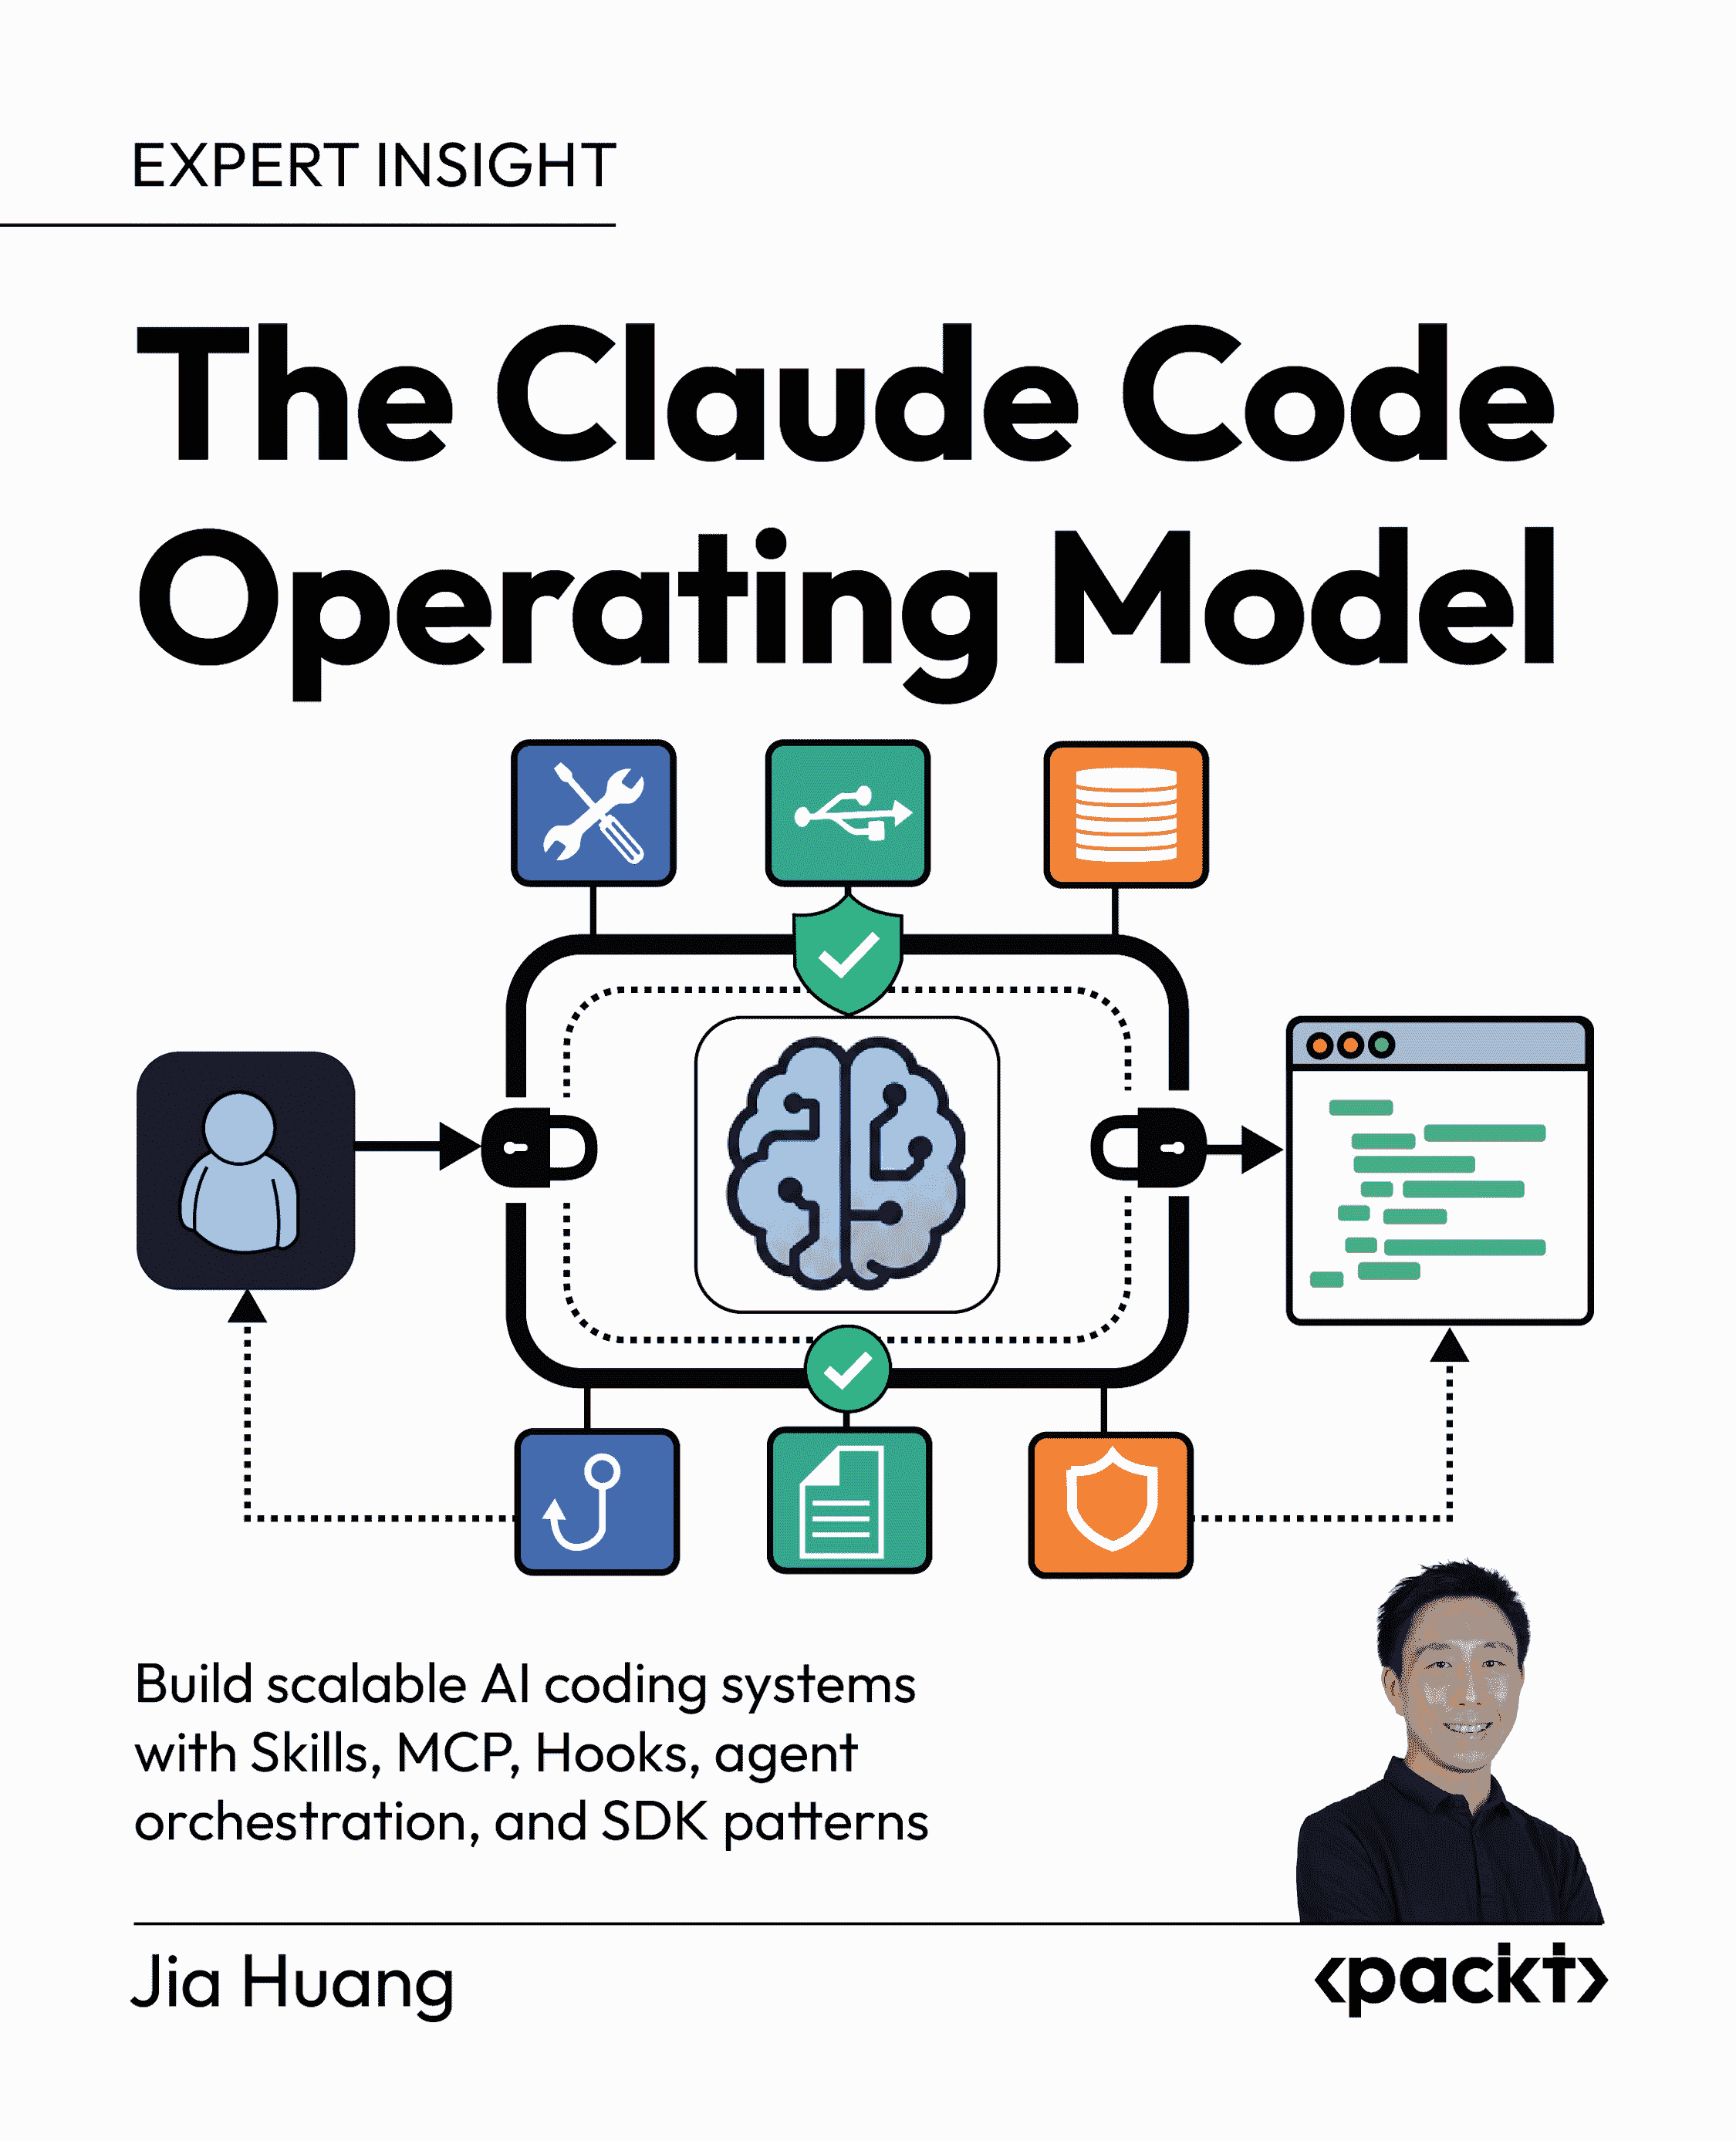 EXPERT INSIGHT
The Claude Code
Operating Model
Build scalable AI coding systems
with Skills, MCP, Hooks, agent
orchestration, and SDK patterns
Jia Huang
<packt>